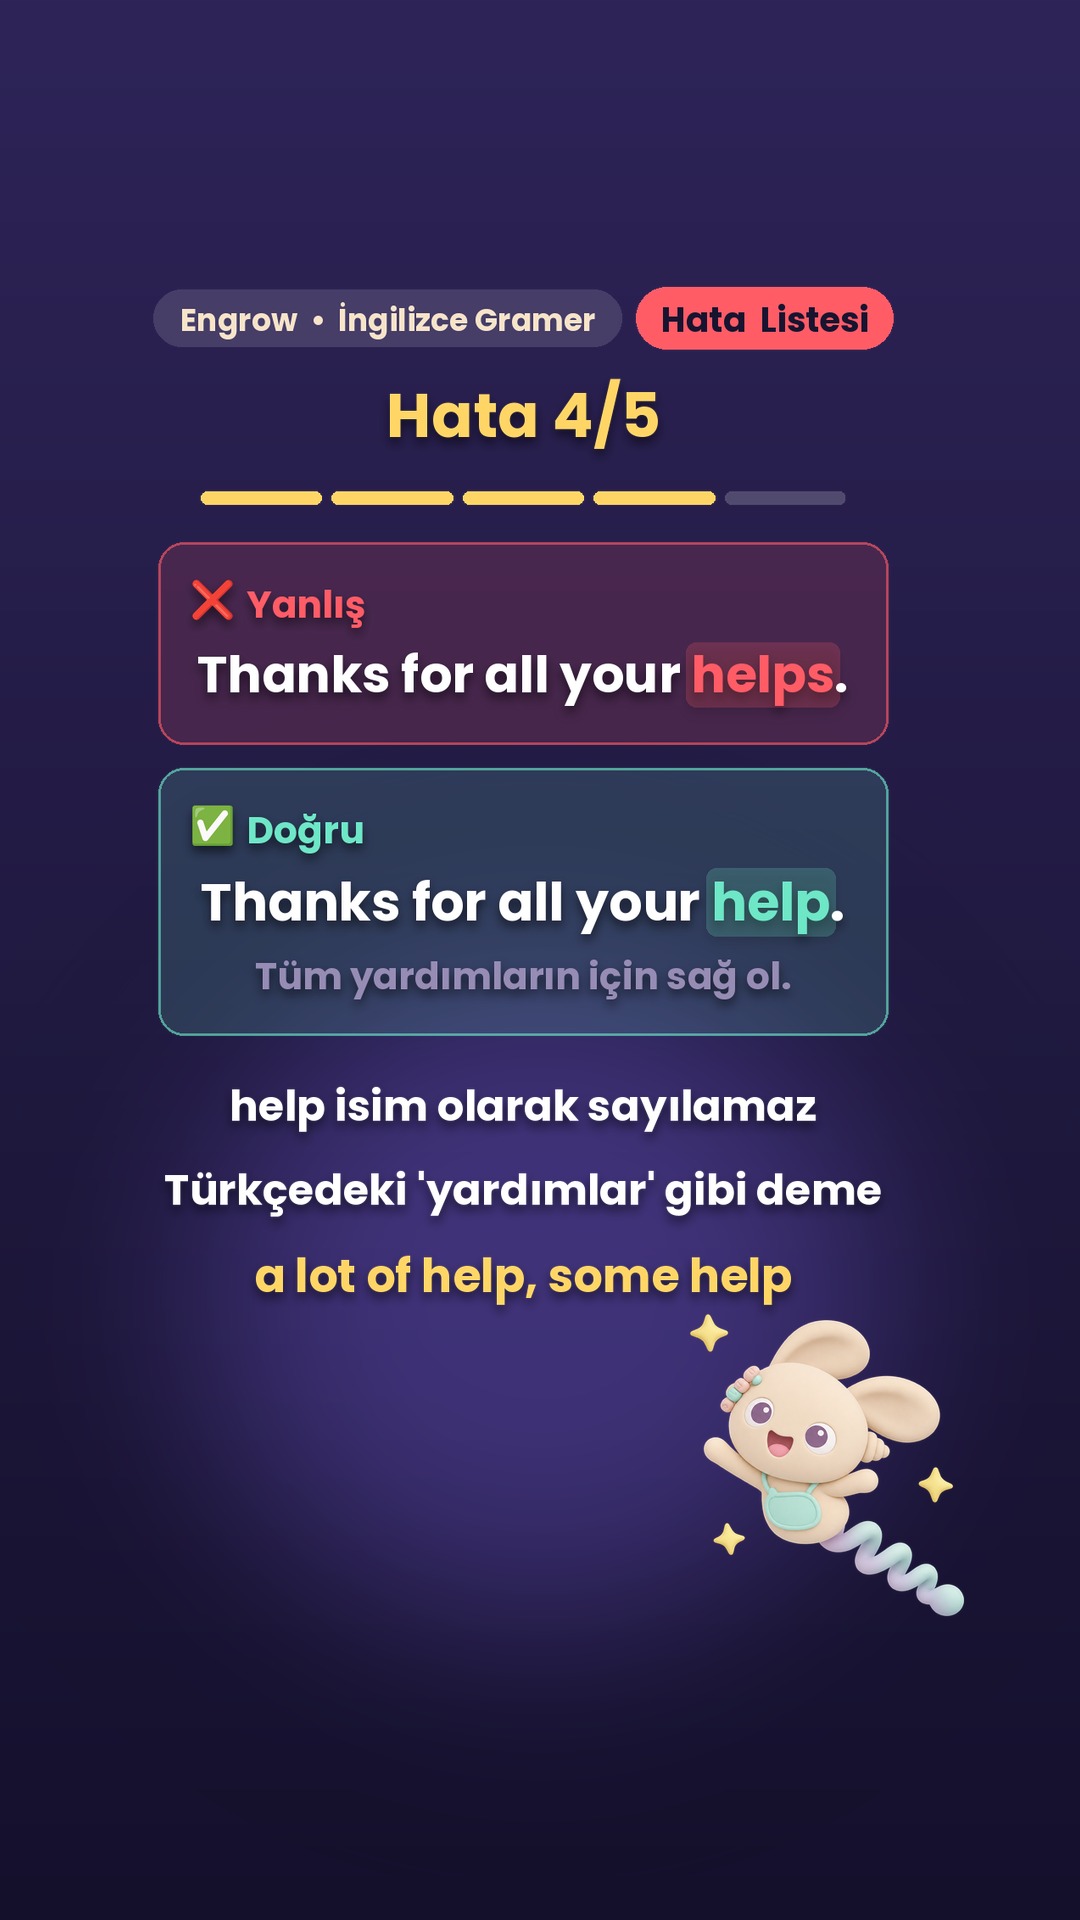 Engrow • İngilizce Gramer
Hata Listesi
Hata 4/5
❌ Yanlış
Thanks for all your helps.
✅ Doğru
Thanks for all your help.
Tüm yardımların için sağ ol.
help isim olarak sayılamaz
Türkçedeki 'yardımlar' gibi deme
a lot of help, some help